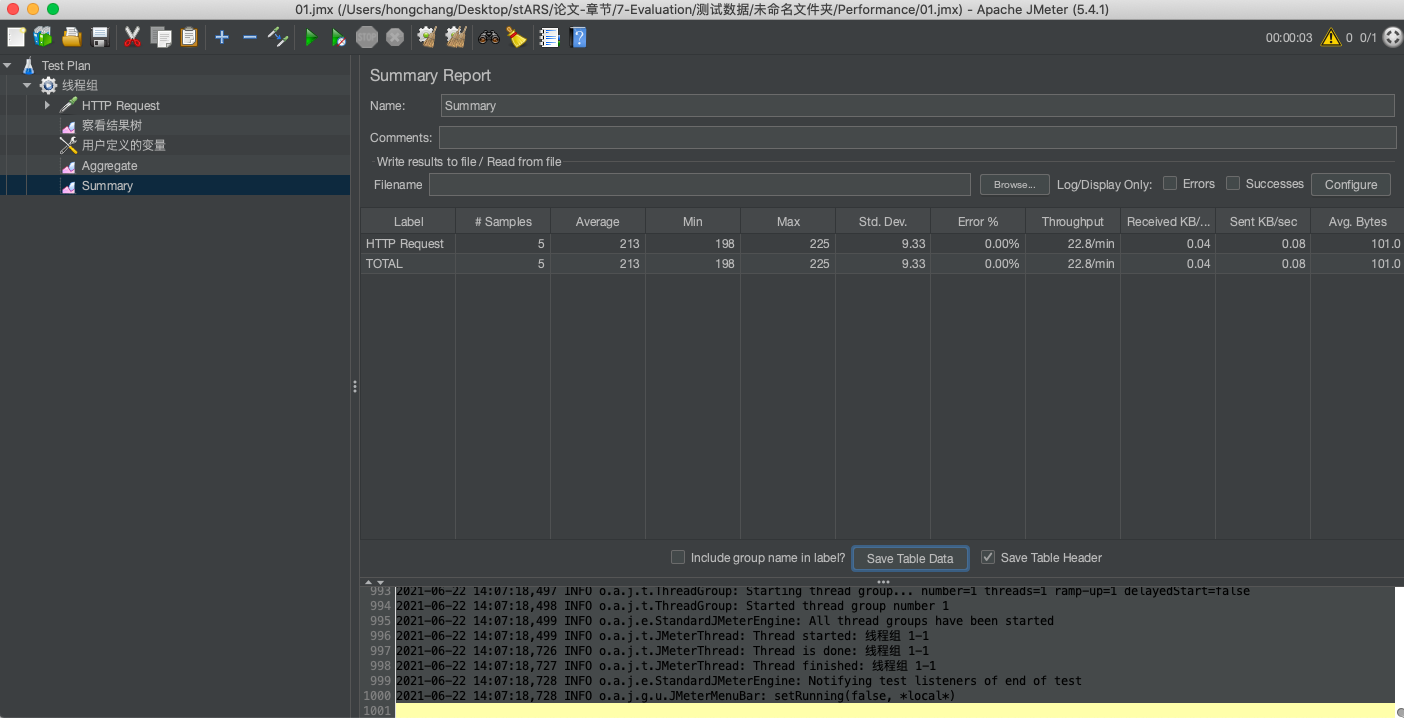 01.jmx (/Users/hongchang/Desktop/stARS/论文-章节/7-Evaluation/测试数据/未命名文件夹/Performance/01.jmx) - Apache JMeter (5.4.1)
STOP 00:00:03 0 0/1
Test Plan
线程组
HTTP Request
察看结果树
用户定义的变量
Aggregate
Summary
Summary Report
Name: Summary
Comments:
Write results to file / Read from file
Filename Browse... Log/Display Only: Errors Successes Configure
Label # Samples Average Min Max Std. Dev. Error % Throughput Received KB/... Sent KB/sec Avg. Bytes
HTTP Request 5 213 198 225 9.33 0.00% 22.8/min 0.04 0.08 101.0
TOTAL 5 213 198 225 9.33 0.00% 22.8/min 0.04 0.08 101.0
Include group name in label? Save Table Data Save Table Header
993 2021-06-22 14:07:18,497 INFO o.a.j.t.ThreadGroup: Starting thread group... number=1 threads=1 ramp-up=1 delayedStart=false
994 2021-06-22 14:07:18,498 INFO o.a.j.t.ThreadGroup: Started thread group number 1
995 2021-06-22 14:07:18,499 INFO o.a.j.e.StandardJMeterEngine: All thread groups have been started
996 2021-06-22 14:07:18,499 INFO o.a.j.t.JMeterThread: Thread started: 线程组 1-1
997 2021-06-22 14:07:18,726 INFO o.a.j.t.JMeterThread: Thread is done: 线程组 1-1
998 2021-06-22 14:07:18,727 INFO o.a.j.t.JMeterThread: Thread finished: 线程组 1-1
999 2021-06-22 14:07:18,728 INFO o.a.j.e.StandardJMeterEngine: Notifying test listeners of end of test
1000 2021-06-22 14:07:18,728 INFO o.a.j.g.u.JMeterMenuBar: setRunning(false, *local*)
1001